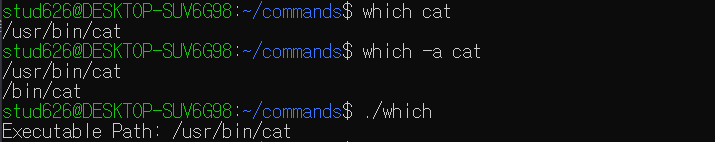 stud626@DESKTOP-SUV6G98:~/commands$ which cat
/usr/bin/cat
stud626@DESKTOP-SUV6G98:~/commands$ which -a cat
/usr/bin/cat
/bin/cat
stud626@DESKTOP-SUV6G98:~/commands$ ./which
Executable Path: /usr/bin/cat